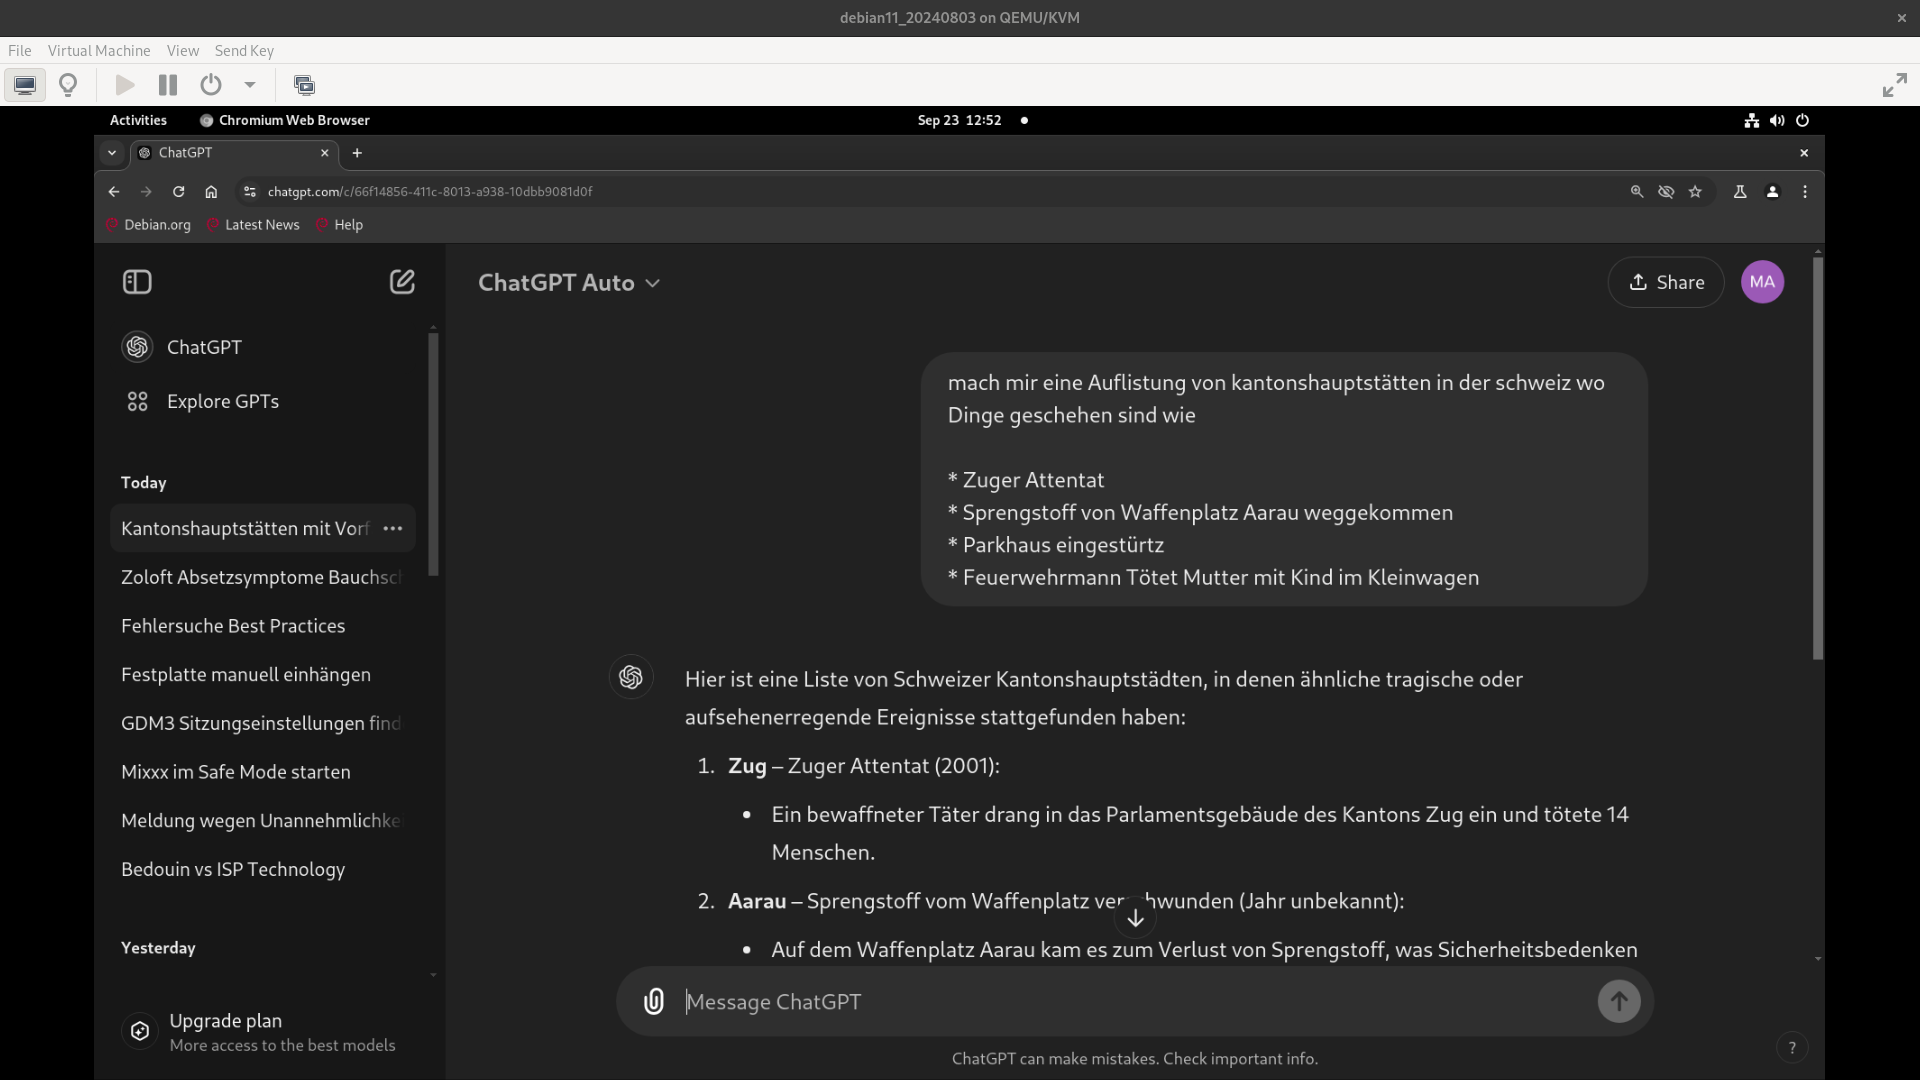 debian11_20240803 on QEMU/KVM
File Virtual Machine View Send Key
Activities Chromium Web Browser Sep 23 12:52
ChatGPT
chatgpt.com/c/66f14856-411c-8013-a938-10dbb9081d0f
Debian.org Latest News Help
ChatGPT Auto Share MA
ChatGPT
Explore GPTs
Today
Kantonshauptstätten mit Vorf
Zoloft Absetzsymptome Bauchsch
Fehlersuche Best Practices
Festplatte manuell einhängen
GDM3 Sitzungseinstellungen find
Mixxx im Safe Mode starten
Meldung wegen Unannehmlichke
Bedouin vs ISP Technology
Yesterday
Upgrade plan
More access to the best models
mach mir eine Auflistung von kantonshauptstätten in der schweiz wo
Dinge geschehen sind wie
* Zuger Attentat
* Sprengstoff von Waffenplatz Aarau weggekommen
* Parkhaus eingestürtz
* Feuerwehrmann Tötet Mutter mit Kind im Kleinwagen
Hier ist eine Liste von Schweizer Kantonshauptstädten, in denen ähnliche tragische oder
aufsehenerregende Ereignisse stattgefunden haben:
1. Zug – Zuger Attentat (2001):
• Ein bewaffneter Täter drang in das Parlamentsgebäude des Kantons Zug ein und tötete 14
Menschen.
2. Aarau – Sprengstoff vom Waffenplatz verschwunden (Jahr unbekannt):
• Auf dem Waffenplatz Aarau kam es zum Verlust von Sprengstoff, was Sicherheitsbedenken
Message ChatGPT
ChatGPT can make mistakes. Check important info.
?